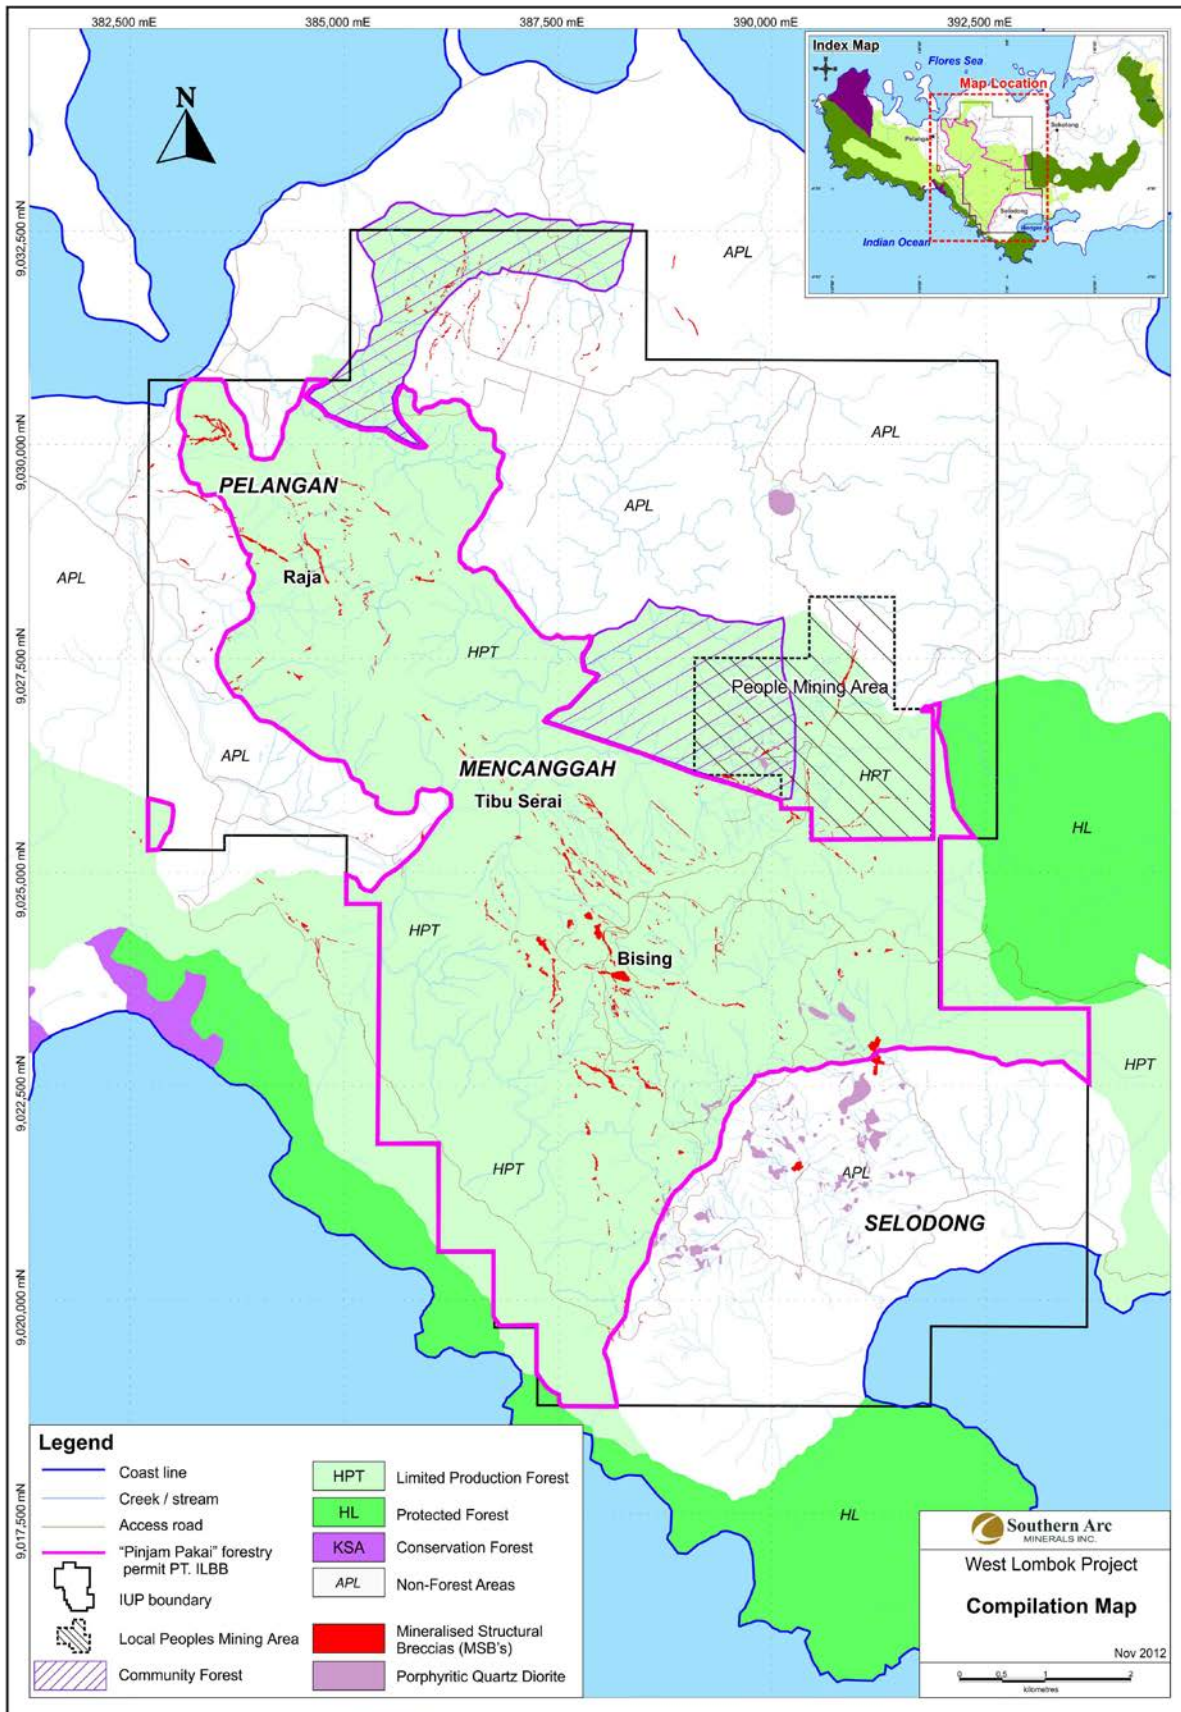 382,500 mE
385,000 mE
387,500 mE
390,000 mE
392,500 mE
Index Map
Flores Sea
Map Location
Sekotong
Pelangan
Selodong
Indian Ocean
N
9,032,500 mN
9,030,000 mN
9,027,500 mN
9,025,000 mN
9,022,500 mN
9,020,000 mN
9,017,500 mN
APL
APL
PELANGAN
APL
APL
Raja
HPT
People Mining Area
APL
MENCANGGAH
HPT
Tibu Serai
HL
HPT
Bising
HPT
HPT
APL
SELODONG
HL
Legend
Coast line
Creek / stream
Access road
"Pinjam Pakai" forestry
permit PT. ILBB
IUP boundary
Local Peoples Mining Area
Community Forest
HPT Limited Production Forest
HL Protected Forest
KSA Conservation Forest
APL Non-Forest Areas
Mineralised Structural
Breccias (MSB's)
Porphyritic Quartz Diorite
Southern Arc
MINERALS INC.
West Lombok Project
Compilation Map
Nov 2012
0 0,5 1 2
kilometres